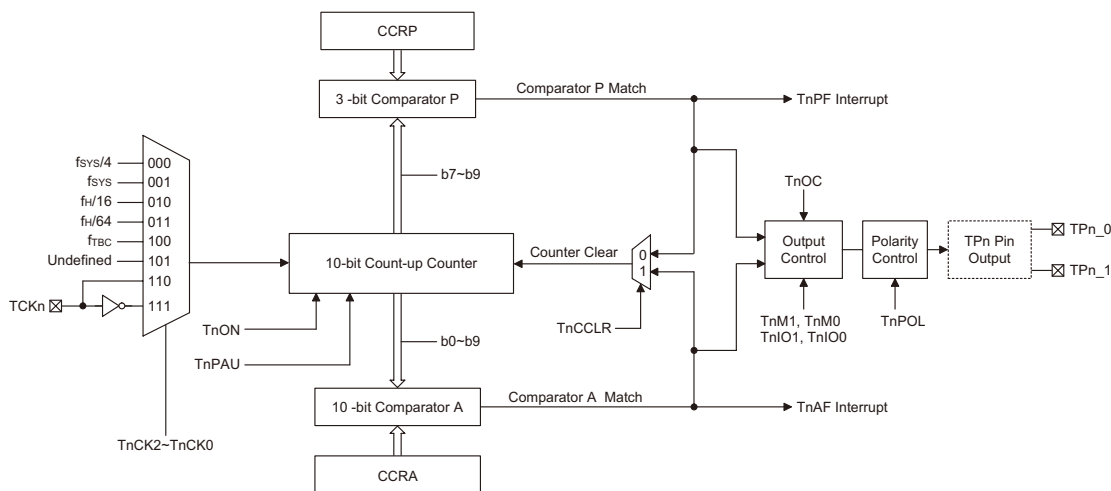 CCRP
3 -bit Comparator P
Comparator P Match
TnPF Interrupt
b7~b9
fSYS/4
000
fSYS
001
fH/16
010
fH/64
011
fTBC
100
Undefined
101
110
TCKn
111
10-bit Count-up Counter
Counter Clear
0
1
TnOC
Output
Control
Polarity
Control
TPn Pin
Output
TPn_0
TPn_1
TnON
TnPAU
b0~b9
TnCCLR
TnM1, TnM0
TnIO1, TnIO0
TnPOL
10 -bit Comparator A
Comparator A Match
TnAF Interrupt
TnCK2~TnCK0
CCRA